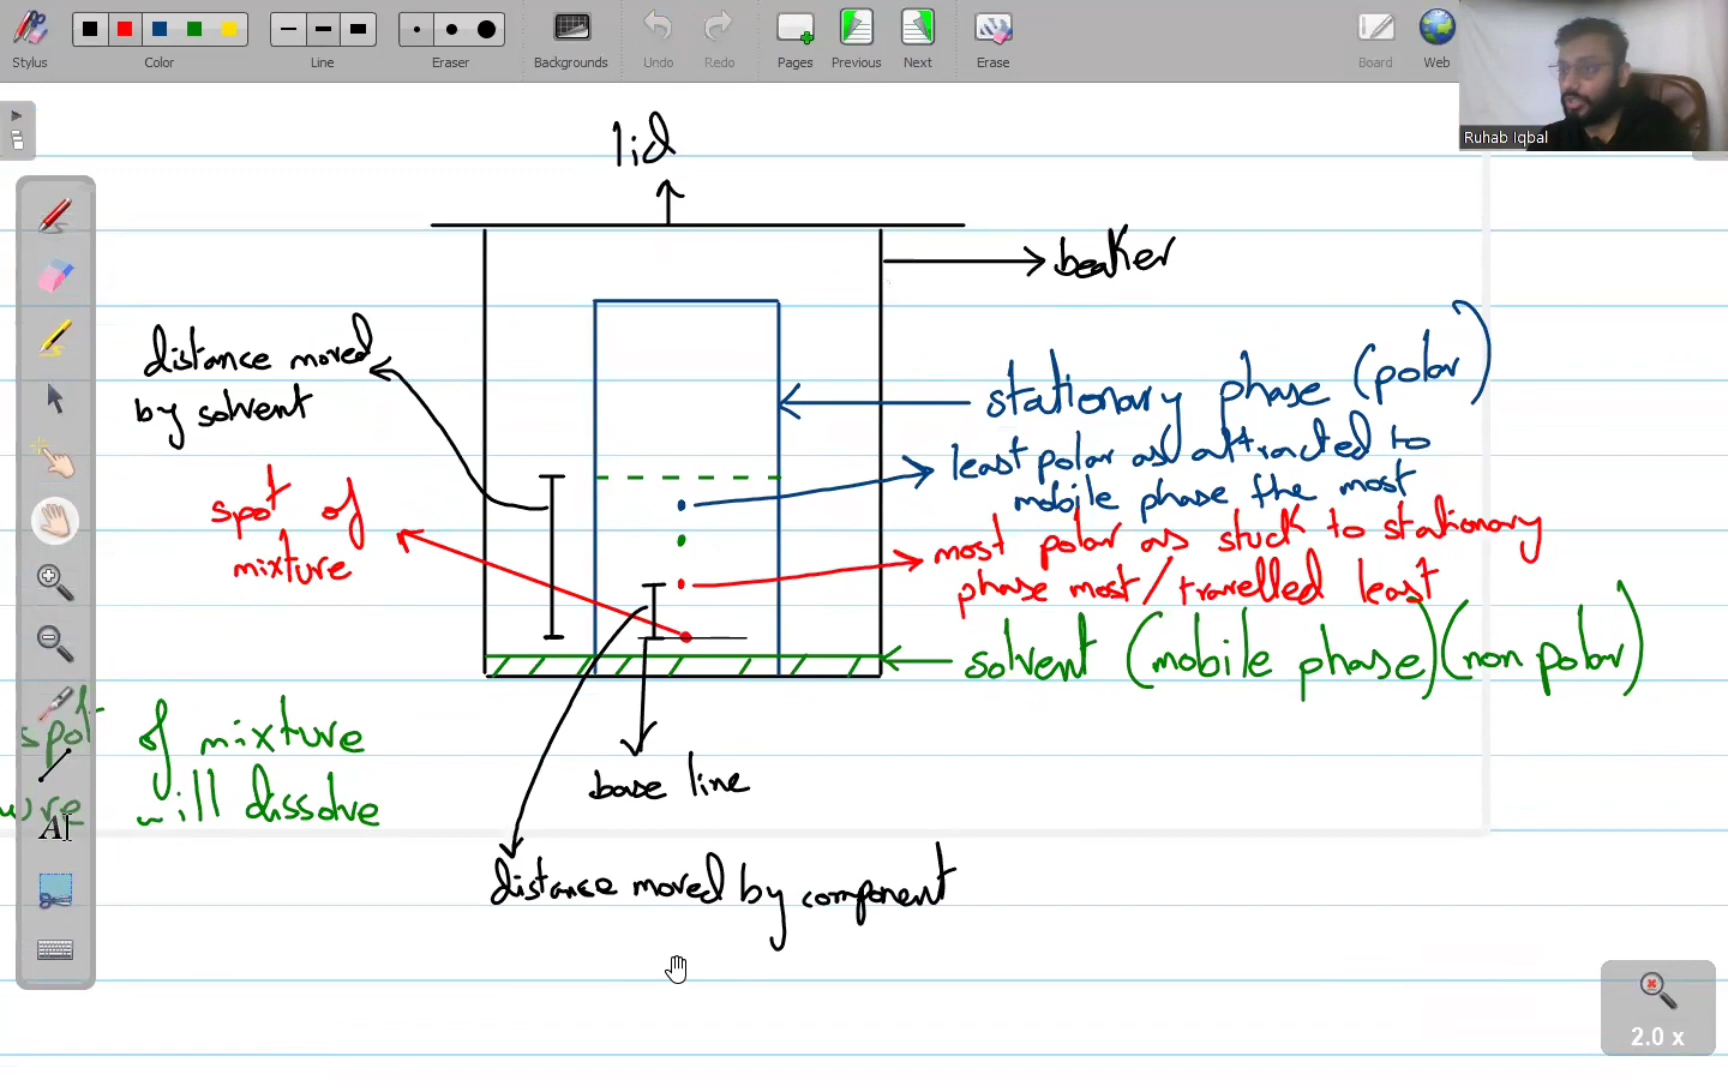 Stylus
Color
Line
Eraser
Backgrounds
Undo
Redo
Pages
Previous
Next
Erase
Board
Web
Ruhab Iqbal
lid
beaker
distance moved
by solvent
stationary phase (polar)
least polar as attracted to
mobile phase the most
spot of
mixture
most polar as stuck to stationary
phase most/travelled least
solvent (mobile phase)(non polar)
spot of mixture
will dissolve
base line
distance moved by component
2.0 x